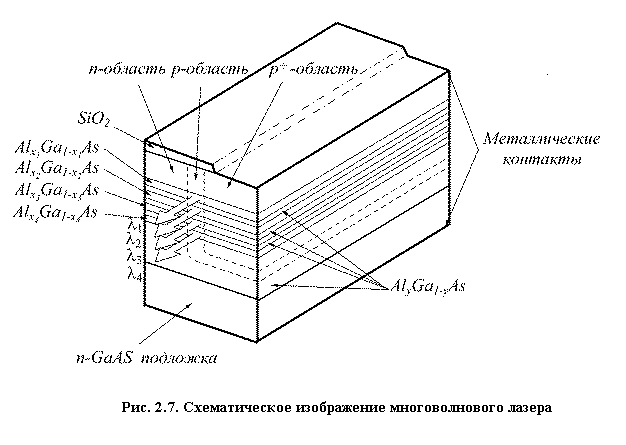 n-область p-область p⁺-область
SiO₂
Alₓ₁Ga₁₋ₓ₁As
Alₓ₂Ga₁₋ₓ₂As
Alₓ₃Ga₁₋ₓ₃As
Alₓ₄Ga₁₋ₓ₄As
λ₁
λ₂
λ₃
λ₄
Металлические
контакты
AlyGa1-yAs
n-GaAS подложка
Рис. 2.7. Схематическое изображение многоволнового лазера